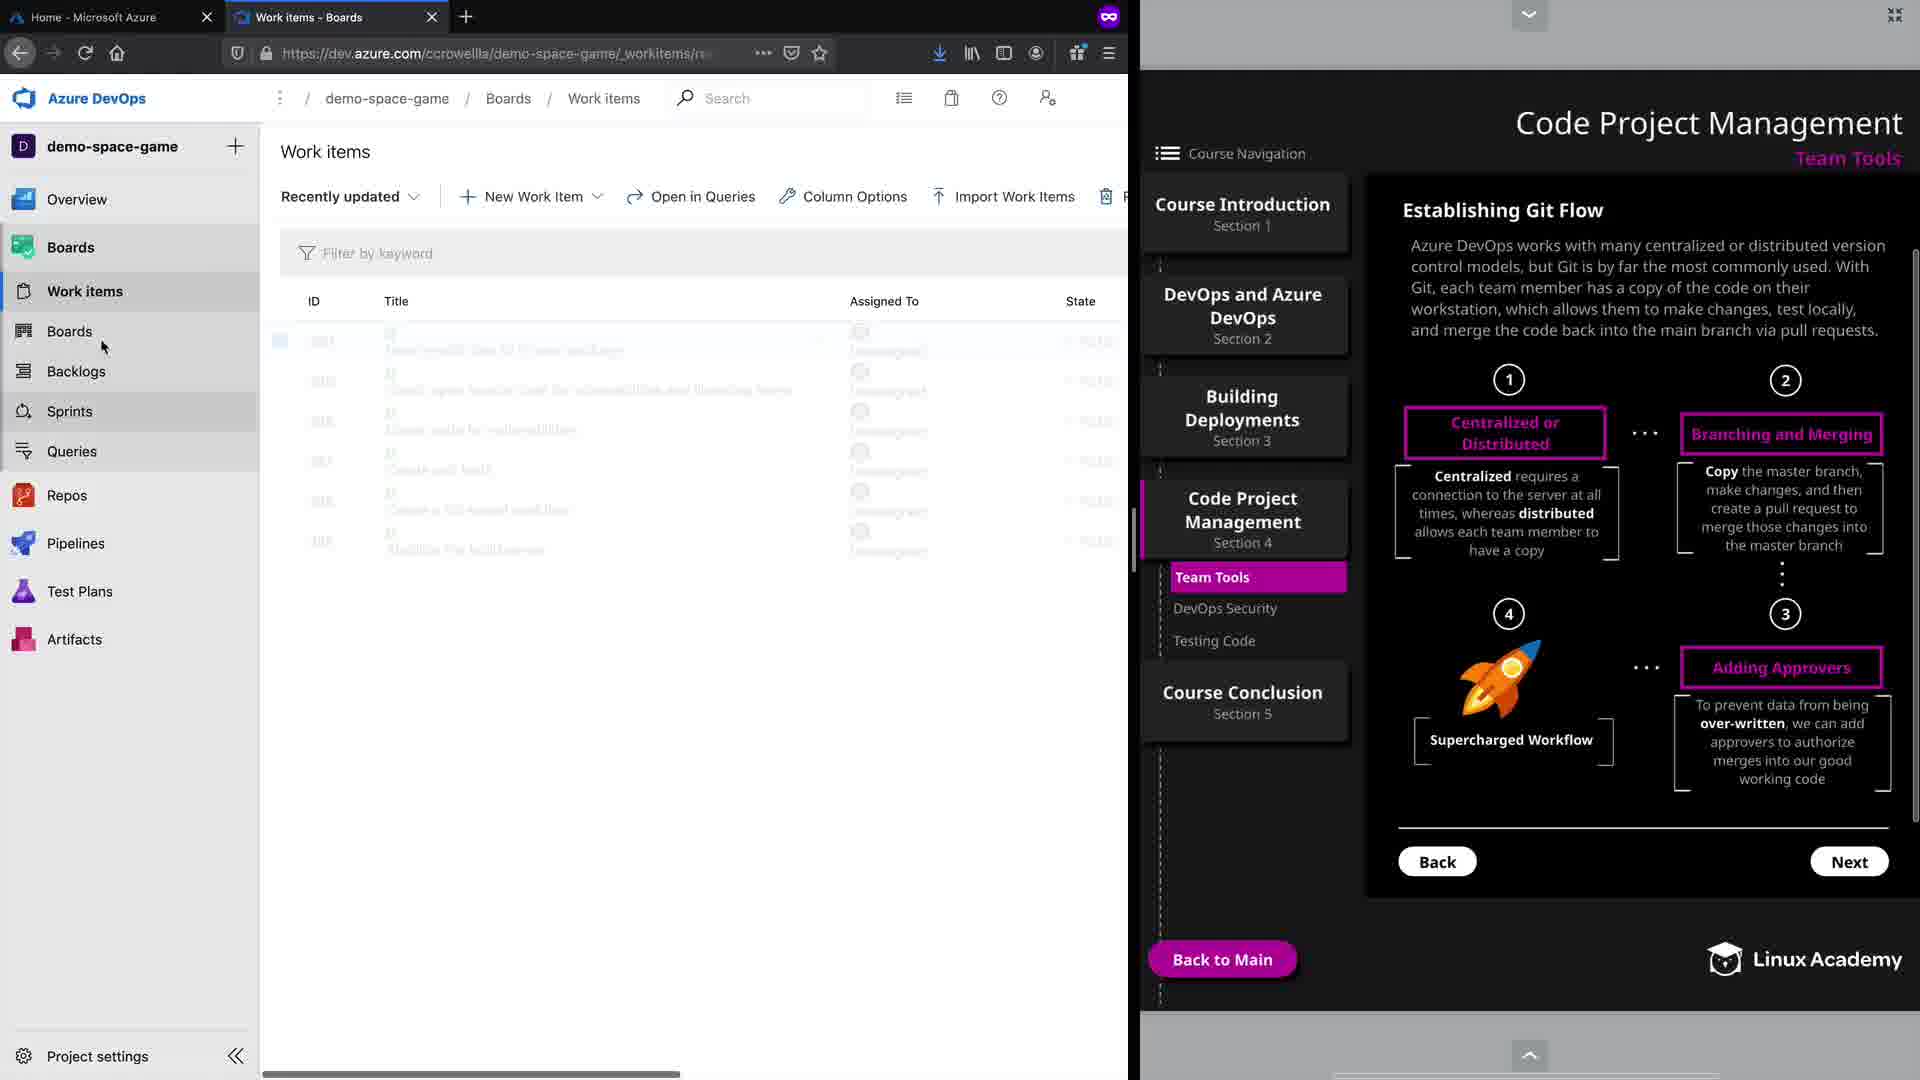 Home - Microsoft Azure
Work items - Boards
https://dev.azure.com/ccrowellla/demo-space-game/_workitems/re
Azure DevOps
/ demo-space-game / Boards / Work items
Search
D demo-space-game
Overview
Boards
Work items
Boards
Backlogs
Sprints
Queries
Repos
Pipelines
Test Plans
Artifacts
Project settings
Work items
Recently updated
New Work Item
Open in Queries
Column Options
Import Work Items
Filter by keyword
ID Title Assigned To State
Code Project Management
Team Tools
Course Navigation
Course Introduction
Section 1
DevOps and Azure
DevOps
Section 2
Building
Deployments
Section 3
Code Project
Management
Section 4
Team Tools
DevOps Security
Testing Code
Course Conclusion
Section 5
Back to Main
Establishing Git Flow
Azure DevOps works with many centralized or distributed version
control models, but Git is by far the most commonly used. With
Git, each team member has a copy of the code on their
workstation, which allows them to make changes, test locally,
and merge the code back into the main branch via pull requests.
1
Centralized or
Distributed
Centralized requires a
connection to the server at all
times, whereas distributed
allows each team member to
have a copy
2
Branching and Merging
Copy the master branch,
make changes, and then
create a pull request to
merge those changes into
the master branch
4
Supercharged Workflow
3
Adding Approvers
To prevent data from being
over-written, we can add
approvers to authorize
merges into our good
working code
Back
Next
Linux Academy